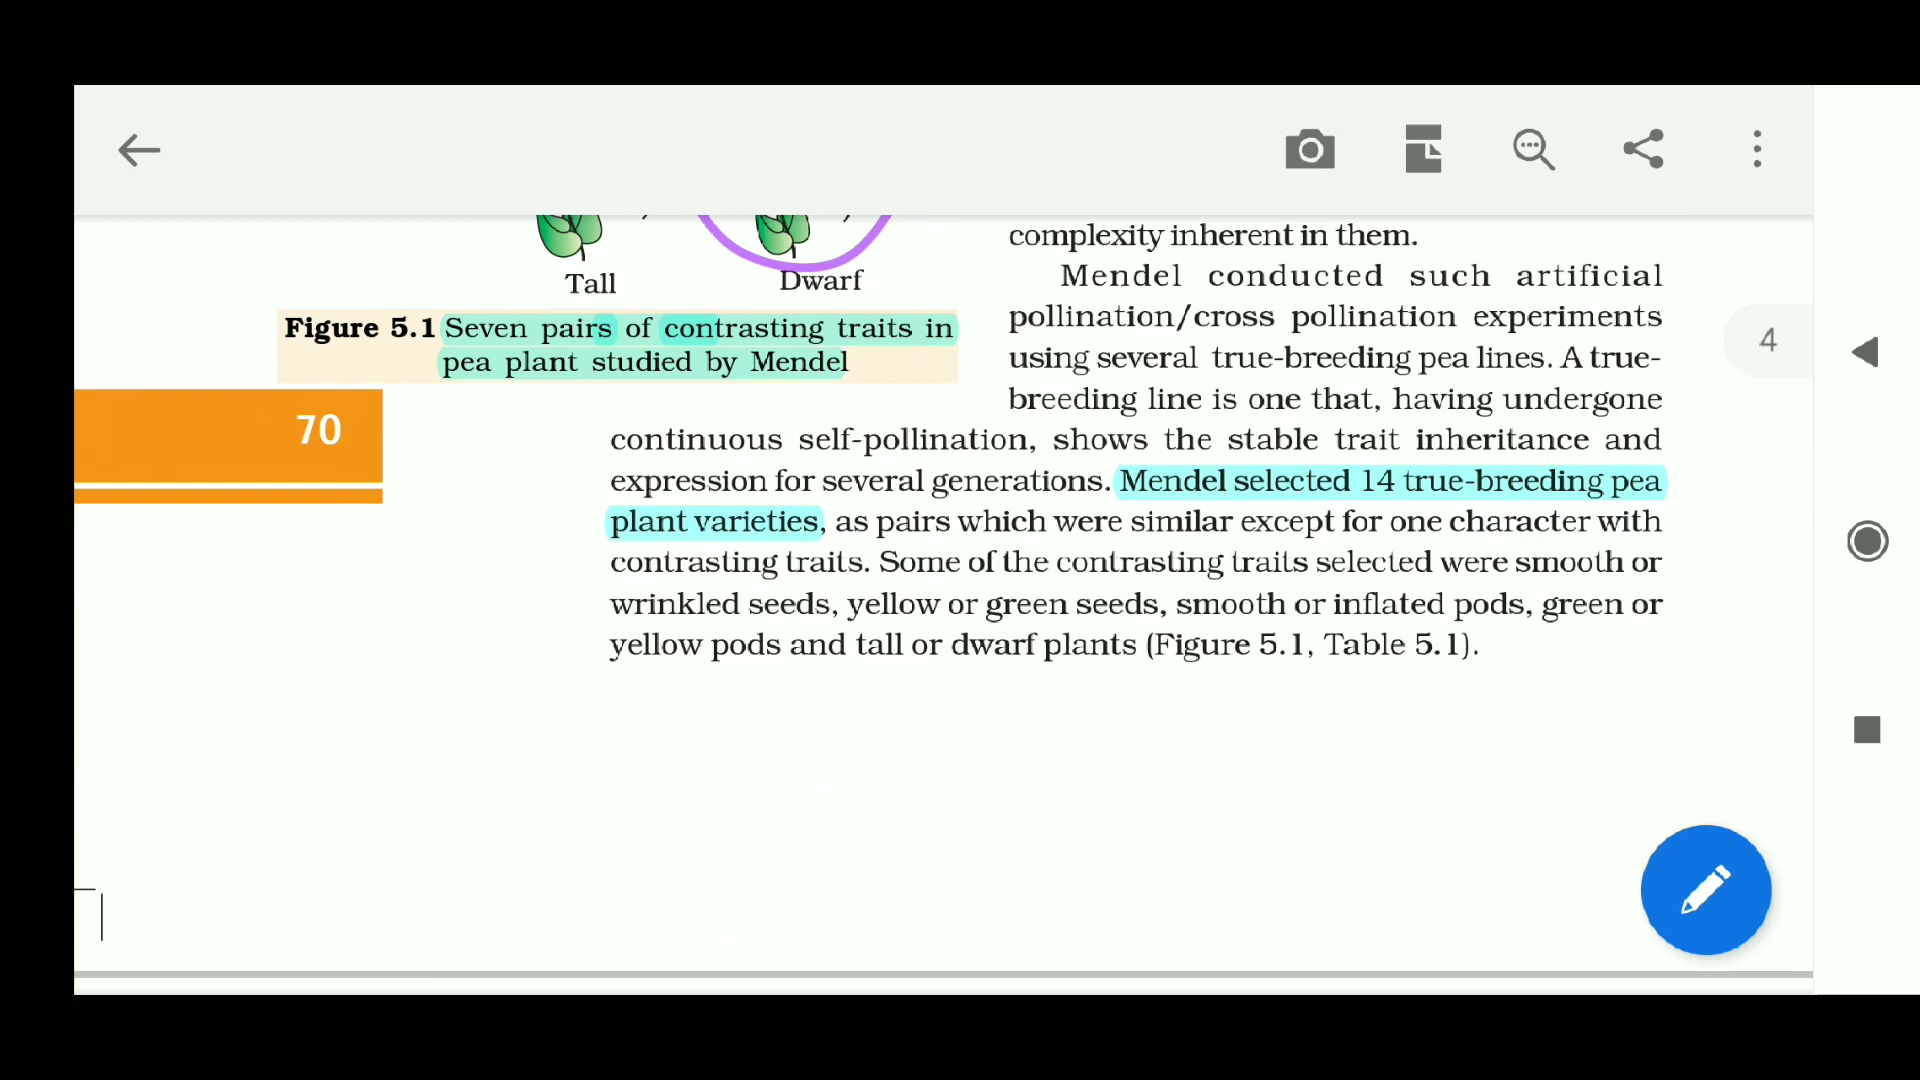 complexity inherent in them.
Tall
Dwarf
Figure 5.1 Seven pairs of contrasting traits in
pea plant studied by Mendel
70
Mendel conducted such artificial
pollination/cross pollination experiments
using several true-breeding pea lines. A true-
breeding line is one that, having undergone
continuous self-pollination, shows the stable trait inheritance and
expression for several generations. Mendel selected 14 true-breeding pea
plant varieties, as pairs which were similar except for one character with
contrasting traits. Some of the contrasting traits selected were smooth or
wrinkled seeds, yellow or green seeds, smooth or inflated pods, green or
yellow pods and tall or dwarf plants (Figure 5.1, Table 5.1).
4